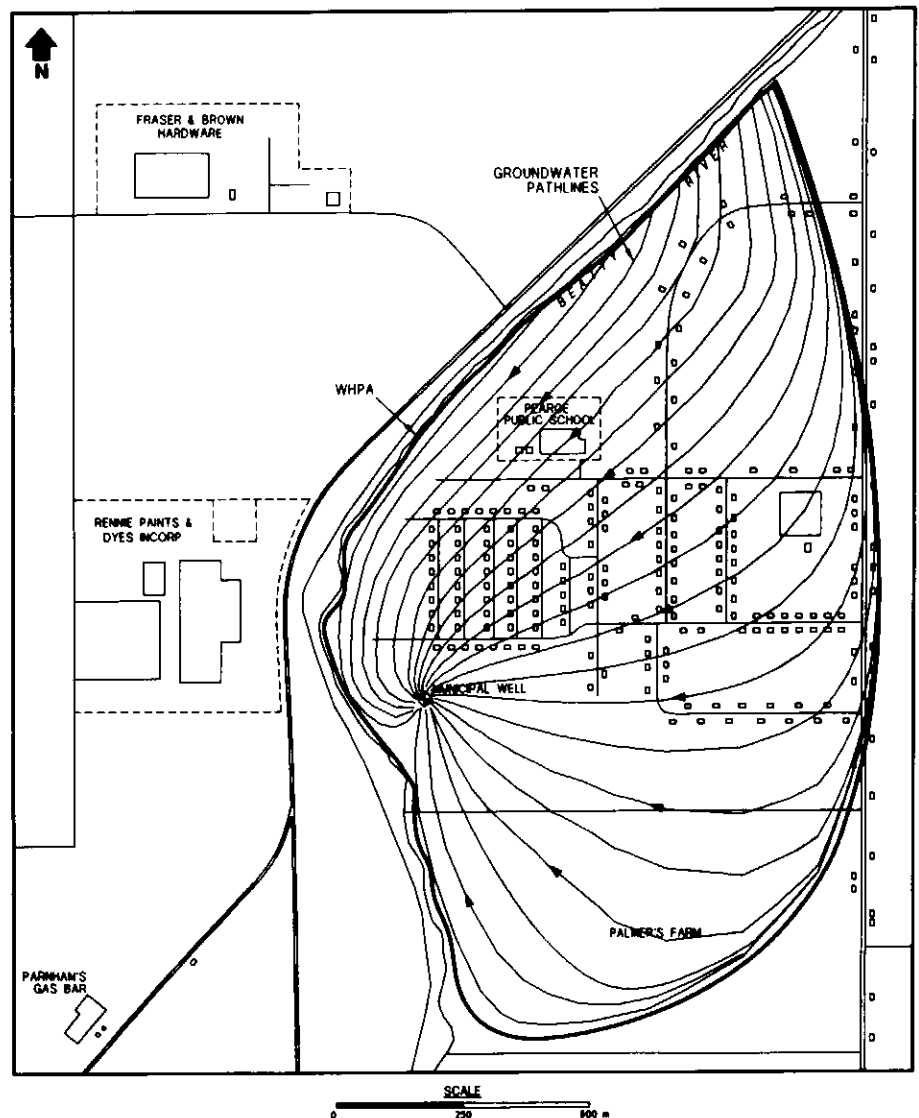 N
FRASER & BROWN
HARDWARE
GROUNDWATER
PATHLINES
BEATTY RIVER
WHPA
PEARCE
PUBLIC SCHOOL
RENNIE PAINTS &
DYES INCORP
MUNICIPAL WELL
PALMER'S FARM
PARNHAM'S
GAS BAR
SCALE
0 250 500 m